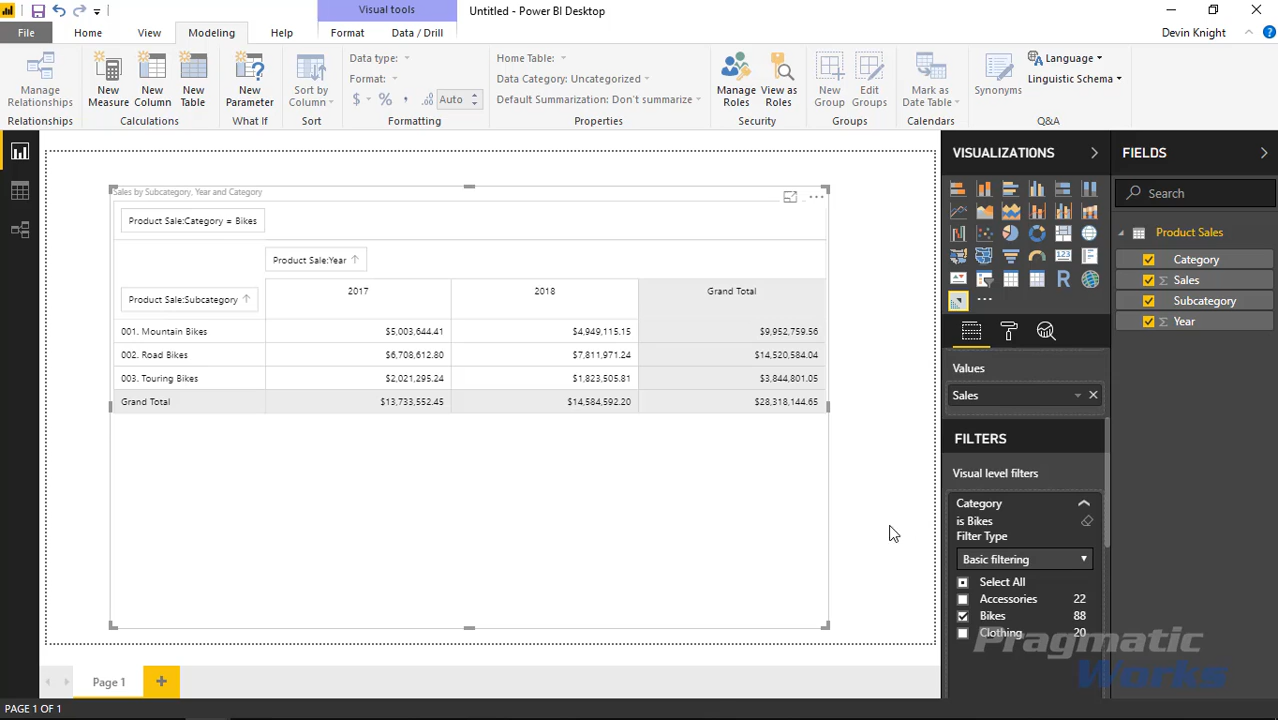 Visual tools
Untitled - Power BI Desktop
File
Home
View
Modeling
Help
Format
Data / Drill
Devin Knight
Manage
Relationships
Relationships
New
Measure
New
Column
New
Table
Calculations
New
Parameter
What If
Sort by
Column
Sort
Data type:
Format:
$ % , .00 Auto
Formatting
Home Table:
Data Category: Uncategorized
Default Summarization: Don't summarize
Properties
Manage
Roles
View as
Roles
Security
New
Group
Edit
Groups
Groups
Mark as
Date Table
Calendars
Synonyms
Language
Linguistic Schema
Q&A
Sales by Subcategory, Year and Category
Product Sale:Category = Bikes
Product Sale:Year
Product Sale:Subcategory
2017
2018
Grand Total
001. Mountain Bikes $5,003,644.41 $4,949,115.15 $9,952,759.56
002. Road Bikes $6,708,612.80 $7,811,971.24 $14,520,584.04
003. Touring Bikes $2,021,295.24 $1,823,505.81 $3,844,801.05
Grand Total $13,733,552.45 $14,584,592.20 $28,318,144.65
VISUALIZATIONS
R
Values
Sales
FILTERS
Visual level filters
Category
is Bikes
Filter Type
Basic filtering
Select All
Accessories 22
Bikes 88
Clothing 20
FIELDS
Search
Product Sales
Category
Σ Sales
Subcategory
Σ Year
Pragmatic
Works
Page 1
PAGE 1 OF 1